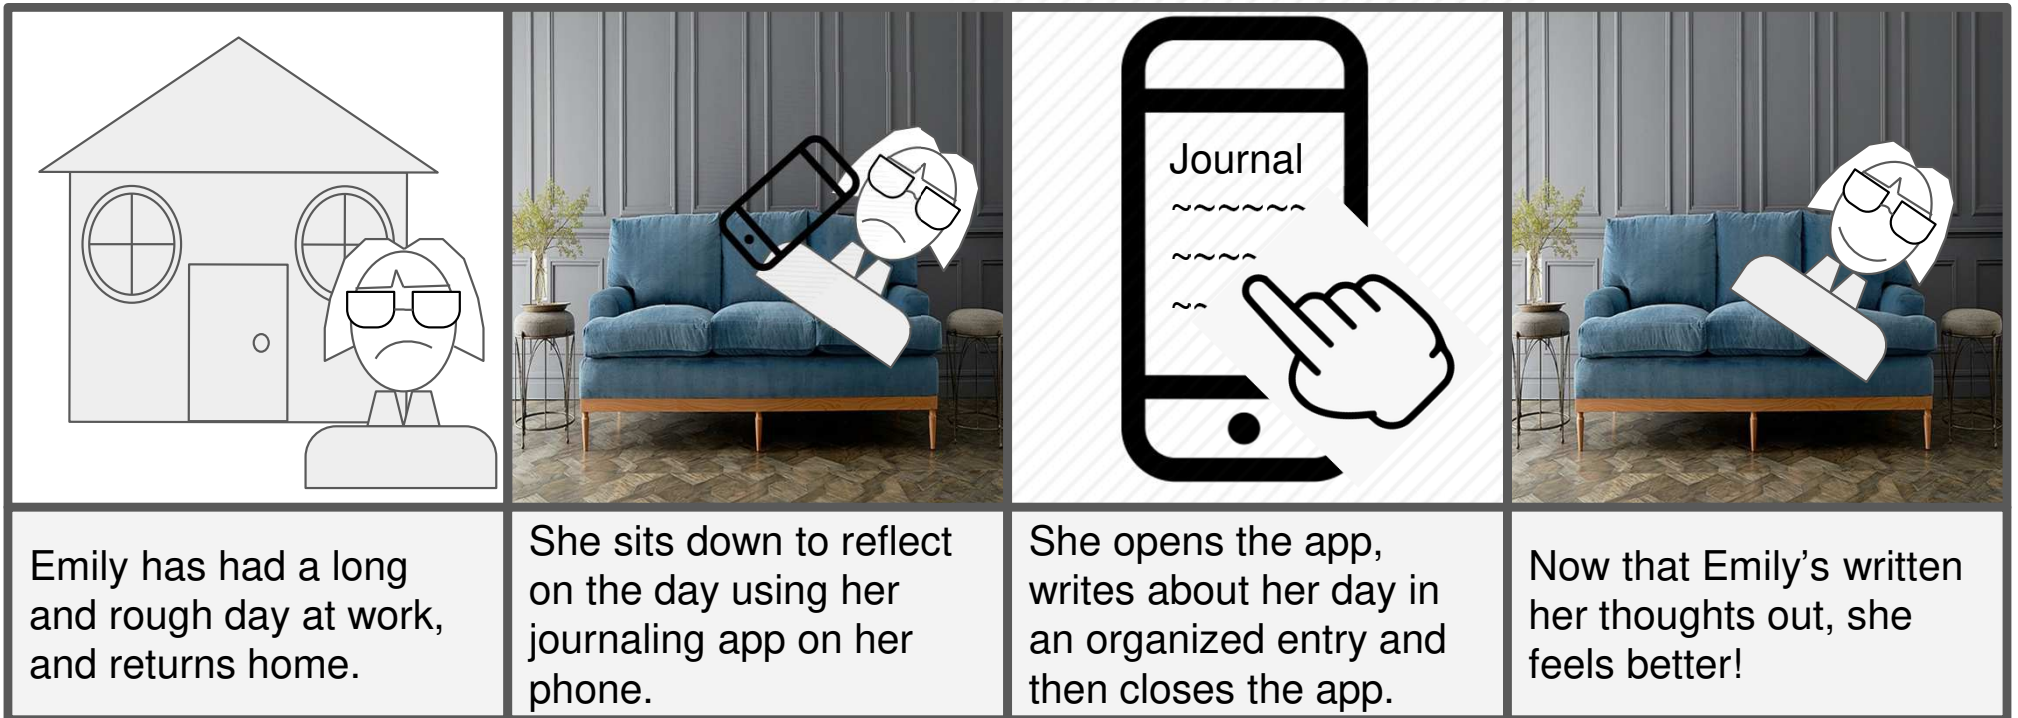 Journal
~~~~~~
~~~~
~~
Emily has had a long
and rough day at work,
and returns home.
She sits down to reflect
on the day using her
journaling app on her
phone.
She opens the app,
writes about her day in
an organized entry and
then closes the app.
Now that Emily’s written
her thoughts out, she
feels better!